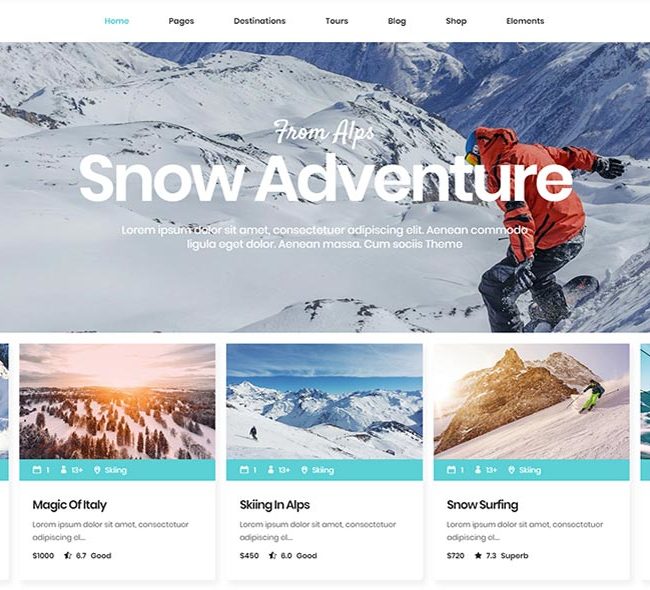 Home Pages Destinations Tours Blog Shop Elements
From Alps
Snow Adventure
Lorem ipsum dolor sit amet, consectetuer adipiscing elit. Aenean commodo
ligula eget dolor. Aenean massa. Cum sociis Theme
1 13+ Skiing
Magic Of Italy
Lorem ipsum dolor sit amet, consectetuer
adipiscing el...
$1000 6.7 Good
1 13+ Skiing
Skiing In Alps
Lorem ipsum dolor sit amet, consectetuer
adipiscing el...
$450 6.0 Good
1 13+ Skiing
Snow Surfing
Lorem ipsum dolor sit amet, consectetuer
adipiscing el...
$720 7.3 Superb